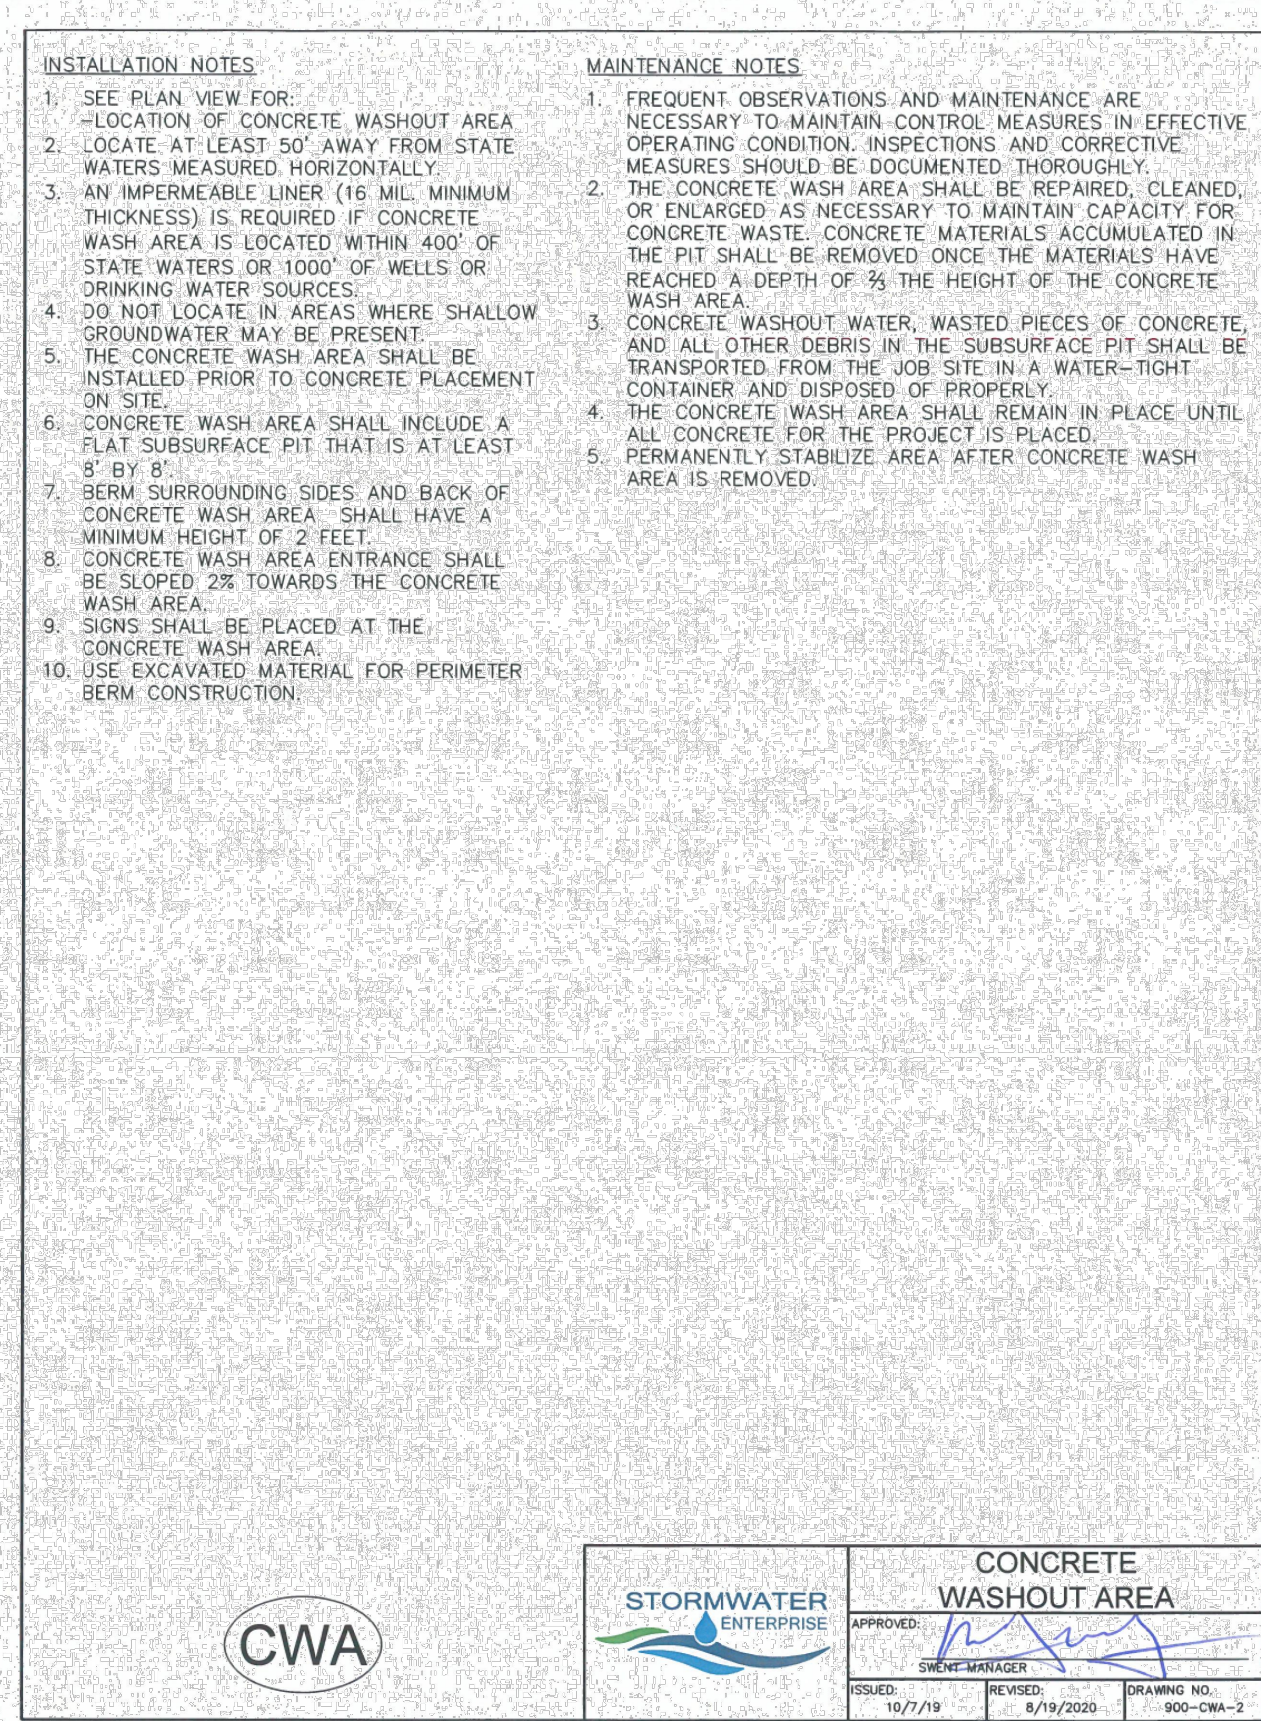 INSTALLATION NOTES
1. SEE PLAN VIEW FOR:
-LOCATION OF CONCRETE WASHOUT AREA
2. LOCATE AT LEAST 50' AWAY FROM STATE
WATERS MEASURED HORIZONTALLY.
3. AN IMPERMEABLE LINER (16 MIL. MINIMUM
THICKNESS) IS REQUIRED IF CONCRETE
WASH AREA IS LOCATED WITHIN 400' OF
STATE WATERS OR 1000' OF WELLS OR
DRINKING WATER SOURCES.
4. DO NOT LOCATE IN AREAS WHERE SHALLOW
GROUNDWATER MAY BE PRESENT.
5. THE CONCRETE WASH AREA SHALL BE
INSTALLED PRIOR TO CONCRETE PLACEMENT
ON SITE.
6. CONCRETE WASH AREA SHALL INCLUDE A
FLAT SUBSURFACE PIT THAT IS AT LEAST
8' BY 8'.
7. BERM SURROUNDING SIDES AND BACK OF
CONCRETE WASH AREA SHALL HAVE A
MINIMUM HEIGHT OF 2 FEET.
8. CONCRETE WASH AREA ENTRANCE SHALL
BE SLOPED 2% TOWARDS THE CONCRETE
WASH AREA.
9. SIGNS SHALL BE PLACED AT THE
CONCRETE WASH AREA.
10. USE EXCAVATED MATERIAL FOR PERIMETER
BERM CONSTRUCTION.
MAINTENANCE NOTES
1. FREQUENT OBSERVATIONS AND MAINTENANCE ARE
NECESSARY TO MAINTAIN CONTROL MEASURES IN EFFECTIVE
OPERATING CONDITION. INSPECTIONS AND CORRECTIVE
MEASURES SHOULD BE DOCUMENTED THOROUGHLY.
2. THE CONCRETE WASH AREA SHALL BE REPAIRED, CLEANED,
OR ENLARGED AS NECESSARY TO MAINTAIN CAPACITY FOR
CONCRETE WASTE. CONCRETE MATERIALS ACCUMULATED IN
THE PIT SHALL BE REMOVED ONCE THE MATERIALS HAVE
REACHED A DEPTH OF ⅔ THE HEIGHT OF THE CONCRETE
WASH AREA.
3. CONCRETE WASHOUT WATER, WASTED PIECES OF CONCRETE,
AND ALL OTHER DEBRIS IN THE SUBSURFACE PIT SHALL BE
TRANSPORTED FROM THE JOB SITE IN A WATER-TIGHT
CONTAINER AND DISPOSED OF PROPERLY.
4. THE CONCRETE WASH AREA SHALL REMAIN IN PLACE UNTIL
ALL CONCRETE FOR THE PROJECT IS PLACED.
5. PERMANENTLY STABILIZE AREA AFTER CONCRETE WASH
AREA IS REMOVED.
CWA
STORMWATER
ENTERPRISE
CONCRETE
WASHOUT AREA
APPROVED:
SWENT MANAGER
ISSUED:
10/7/19
REVISED:
8/19/2020
DRAWING NO.
900-CWA-2